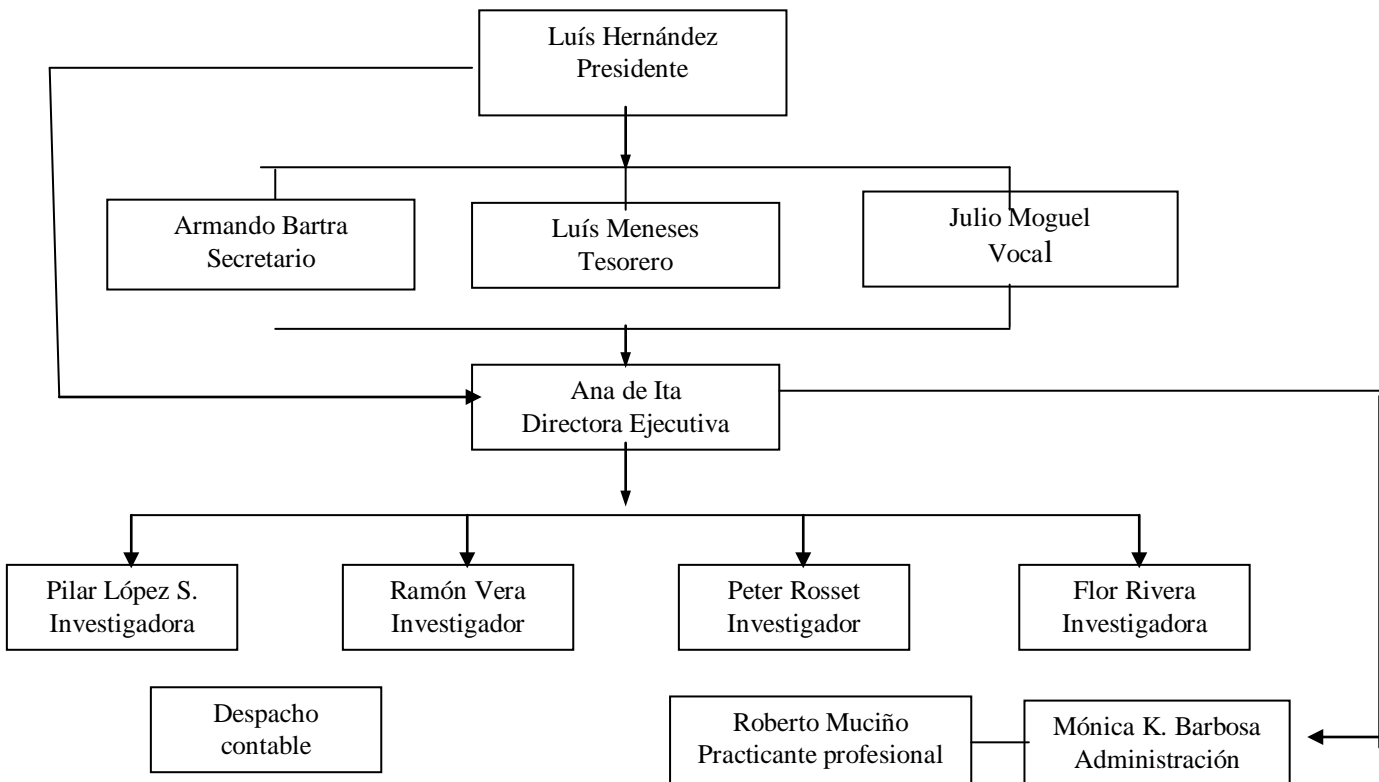 Luís Hernández
Presidente
Armando Bartra
Secretario
Luís Meneses
Tesorero
Julio Moguel
Vocal
Ana de Ita
Directora Ejecutiva
Pilar López S.
Investigadora
Ramón Vera
Investigador
Peter Rosset
Investigador
Flor Rivera
Investigadora
Despacho
contable
Roberto Muciño
Practicante profesional
Mónica K. Barbosa
Administración